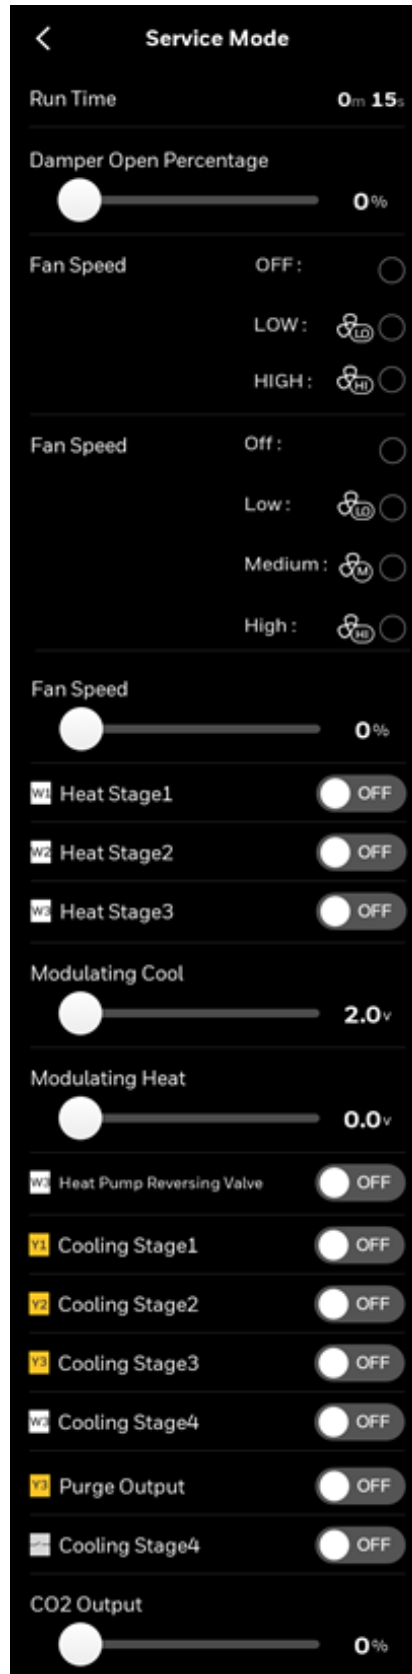 Service Mode
Run Time 0m 15s
Damper Open Percentage
0%
Fan Speed OFF :
LOW : LO
HIGH : HI
Fan Speed Off :
Low : LO
Medium : M
High : HI
Fan Speed
0%
W1 Heat Stage1 OFF
W2 Heat Stage2 OFF
W3 Heat Stage3 OFF
Modulating Cool
2.0v
Modulating Heat
0.0v
W3 Heat Pump Reversing Valve OFF
Y1 Cooling Stage1 OFF
Y2 Cooling Stage2 OFF
Y3 Cooling Stage3 OFF
W3 Cooling Stage4 OFF
Y3 Purge Output OFF
Cooling Stage4 OFF
CO2 Output
0%